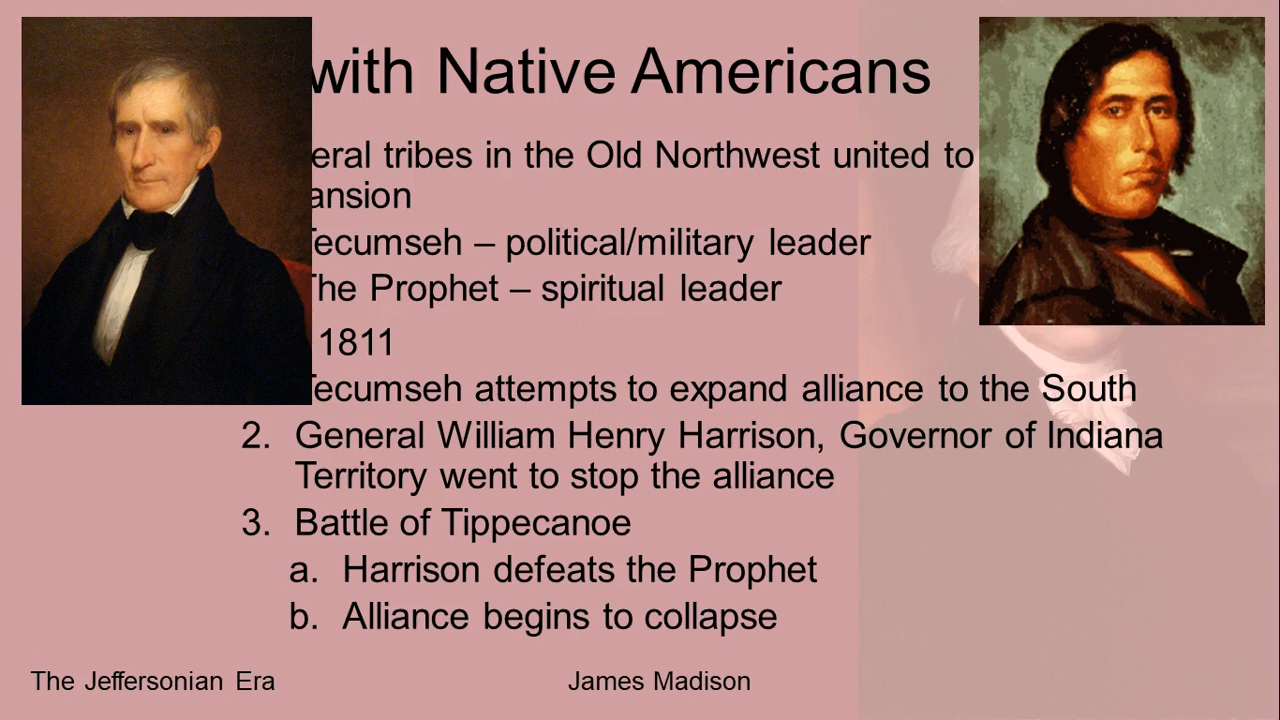 with Native Americans
eral tribes in the Old Northwest united to
ansion
Tecumseh – political/military leader
The Prophet – spiritual leader
1811
Tecumseh attempts to expand alliance to the South
2. General William Henry Harrison, Governor of Indiana
Territory went to stop the alliance
3. Battle of Tippecanoe
a. Harrison defeats the Prophet
b. Alliance begins to collapse
The Jeffersonian Era
James Madison